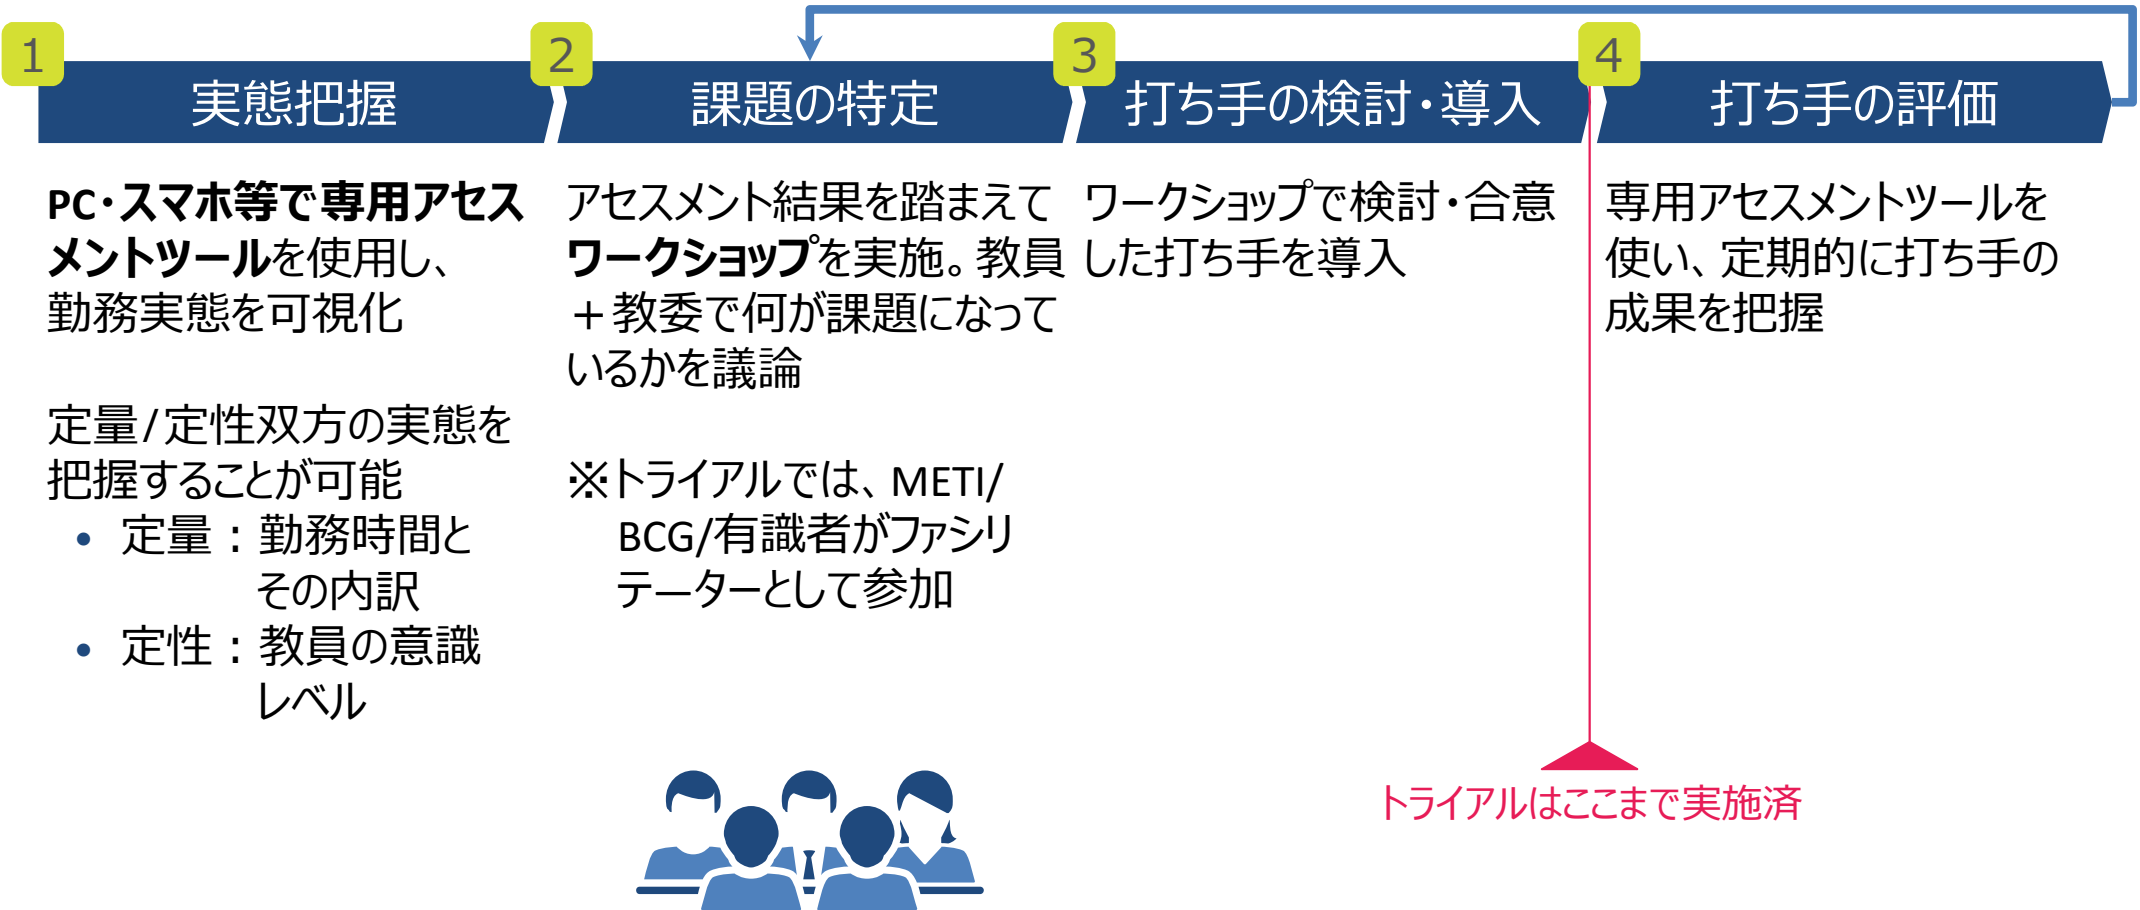 1
実態把握
2
課題の特定
3
打ち手の検討・導入
4
打ち手の評価
PC・スマホ等で専用アセス
メントツールを使用し、
勤務実態を可視化
定量/定性双方の実態を
把握することが可能
• 定量：勤務時間と
その内訳
• 定性：教員の意識
レベル
アセスメント結果を踏まえて
ワークショップを実施。教員
＋教委で何が課題になって
いるかを議論
※トライアルでは、METI/
BCG/有識者がファシリ
テーターとして参加
ワークショップで検討・合意
した打ち手を導入
専用アセスメントツールを
使い、定期的に打ち手の
成果を把握
トライアルはここまで実施済